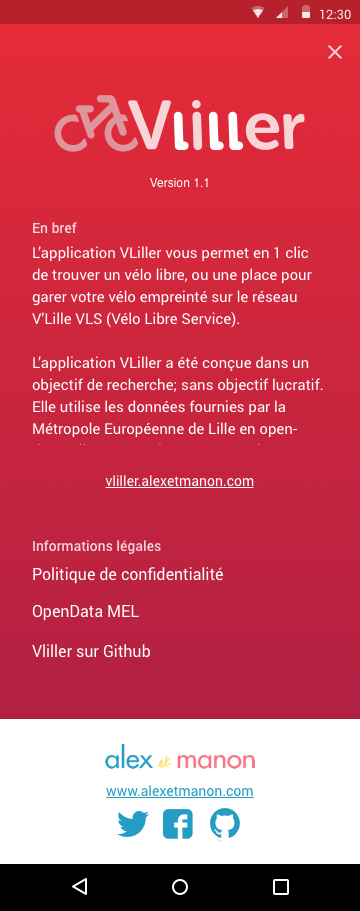 12:30
Vliller
Version 1.1
En bref
L'application VLiller vous permet en 1 clic
de trouver un vélo libre, ou une place pour
garer votre vélo empreinté sur le réseau
V'Lille VLS (Vélo Libre Service).
L'application VLiller a été conçue dans un
objectif de recherche; sans objectif lucratif.
Elle utilise les données fournies par la
Métropole Européenne de Lille en open-
vliller.alexetmanon.com
Informations légales
Politique de confidentialité
OpenData MEL
Vliller sur Github
alex et manon
www.alexetmanon.com